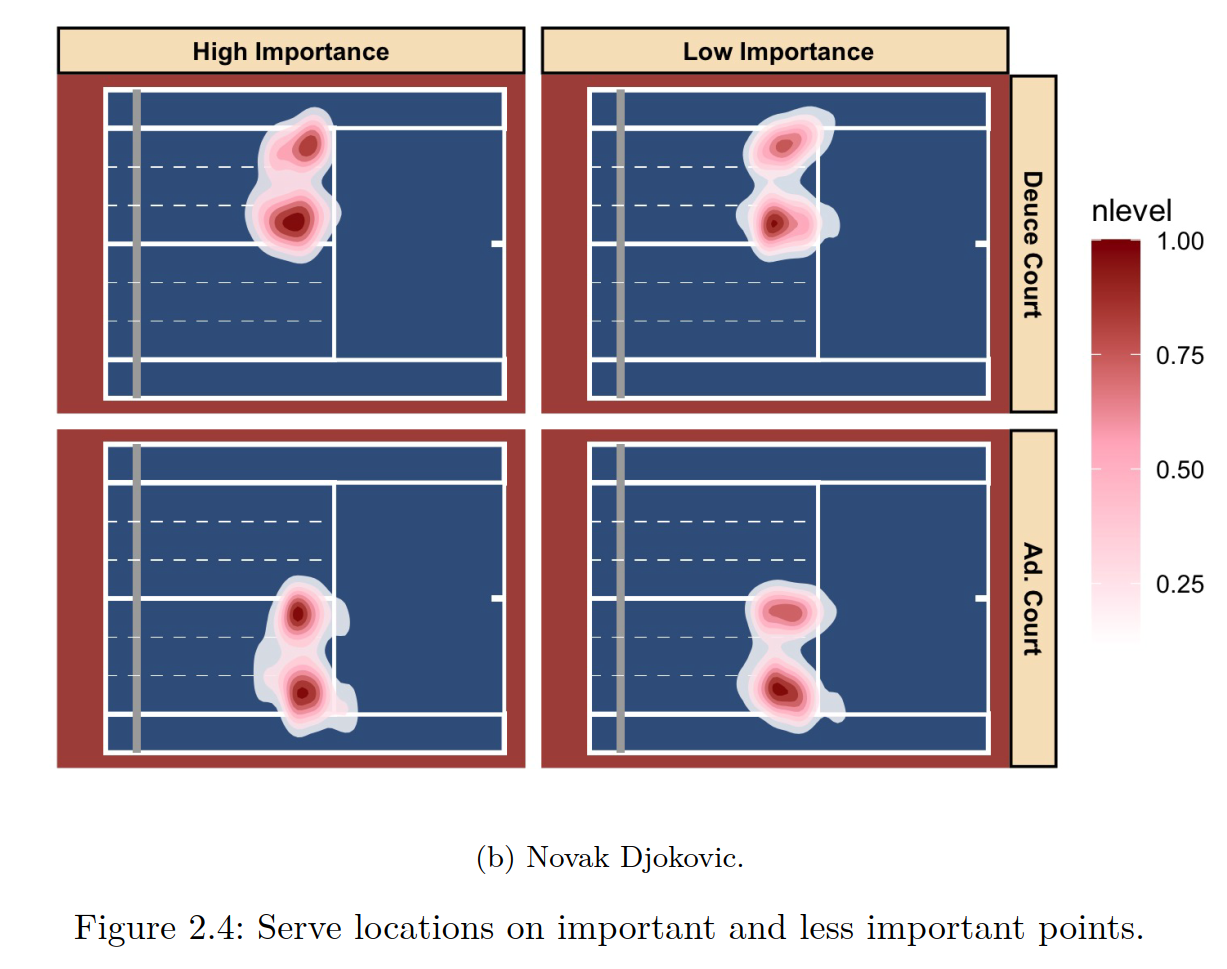 High Importance
Low Importance
Deuce Court
nlevel
1.00
0.75
0.50
0.25
Ad. Court
(b) Novak Djokovic.
Figure 2.4: Serve locations on important and less important points.